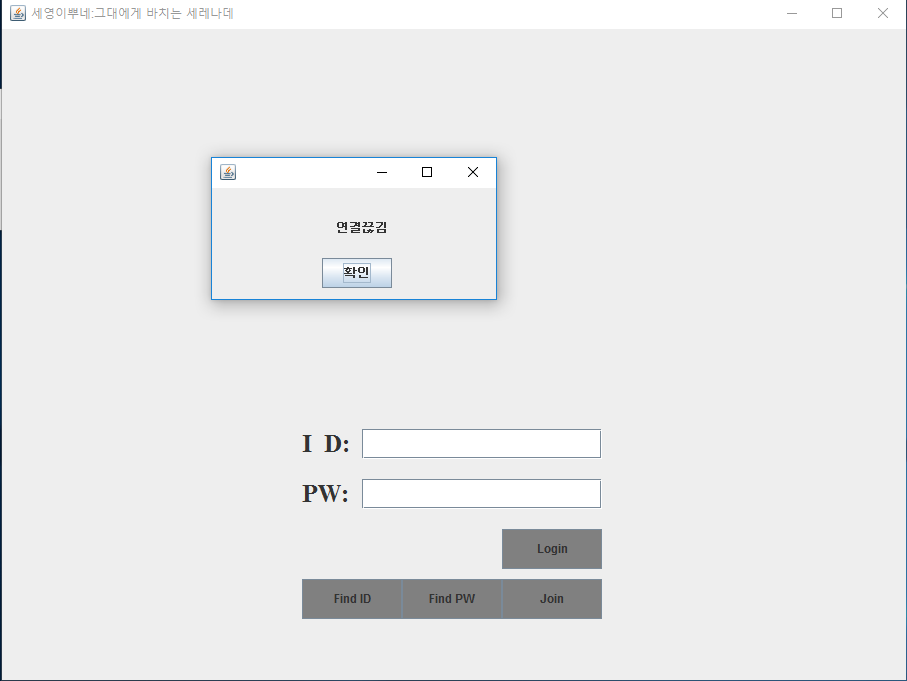 세영이뿌네:그대에게 바치는 세레나데
연결끊김
확인
I D:
PW:
Login
Find ID Find PW Join